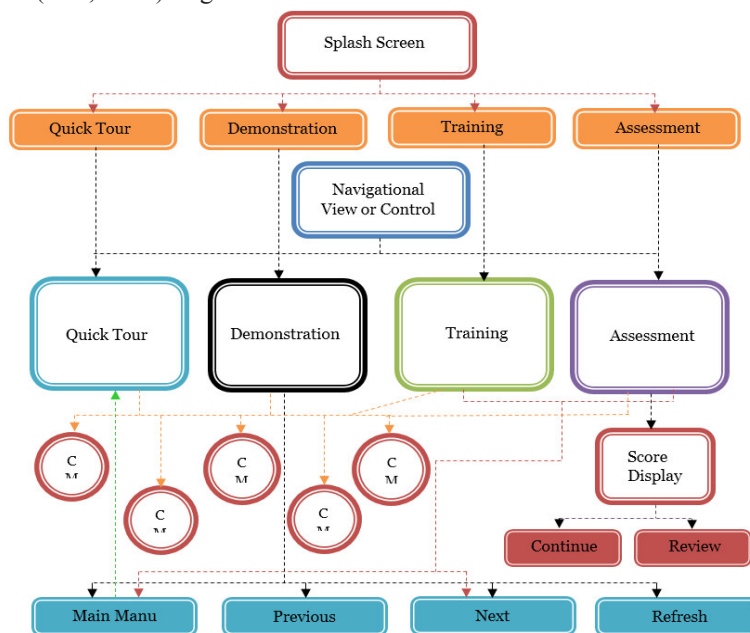 Splash Screen
Quick Tour
Demonstration
Training
Assessment
Navigational
View or Control
Quick Tour
Demonstration
Training
Assessment
C
M
C
M
C
M
C
M
C
M
Score
Display
Continue
Review
Main Manu
Previous
Next
Refresh